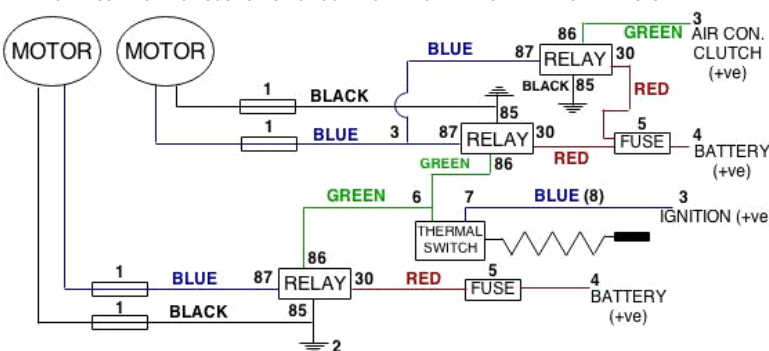 MOTOR
MOTOR
BLUE
86
87
RELAY
30
GREEN
3
AIR CON.
CLUTCH
(+ve)
BLACK
85
RED
1
BLACK
85
1
BLUE
3
87
RELAY
30
RED
5
FUSE
4
BATTERY
(+ve)
GREEN
86
GREEN
6
7
BLUE (8)
3
IGNITION (+ve
THERMAL
SWITCH
86
1
BLUE
87
RELAY
30
RED
5
FUSE
4
BATTERY
(+ve)
1
BLACK
85
2